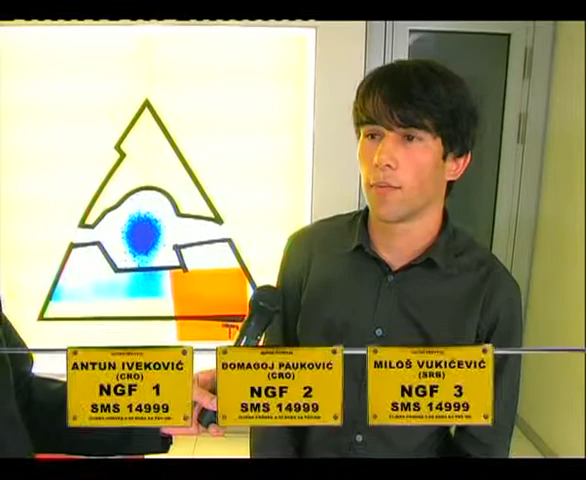 ANTUN IVEKOVIĆ
(CRO)
NGF 1
SMS 14999
DOMAGOJ PAUKOVIĆ
(CRO)
NGF 2
SMS 14999
MILOŠ VUKIĆEVIĆ
(SRB)
NGF 3
SMS 14999